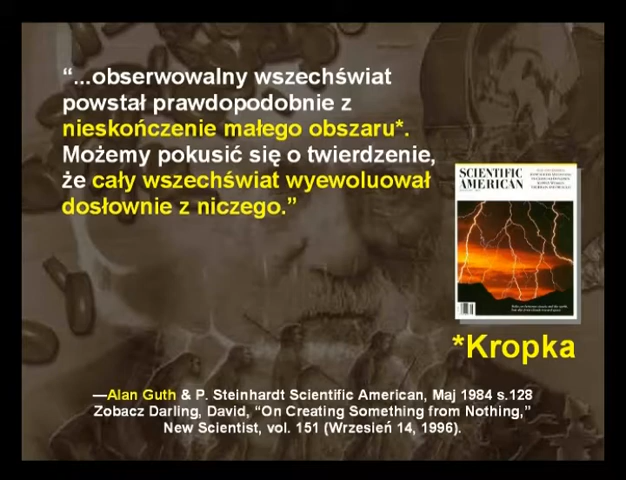 “...obserwowalny wszechświat
powstał prawdopodobnie z
nieskończenie małego obszaru*.
Możemy pokusić się o twierdzenie,
że cały wszechświat wyewoluował
dosłownie z niczego.”
SCIENTIFIC
AMERICAN
*Kropka
—Alan Guth & P. Steinhardt Scientific American, Maj 1984 s.128
Zobacz Darling, David, “On Creating Something from Nothing,”
New Scientist, vol. 151 (Wrzesień 14, 1996).